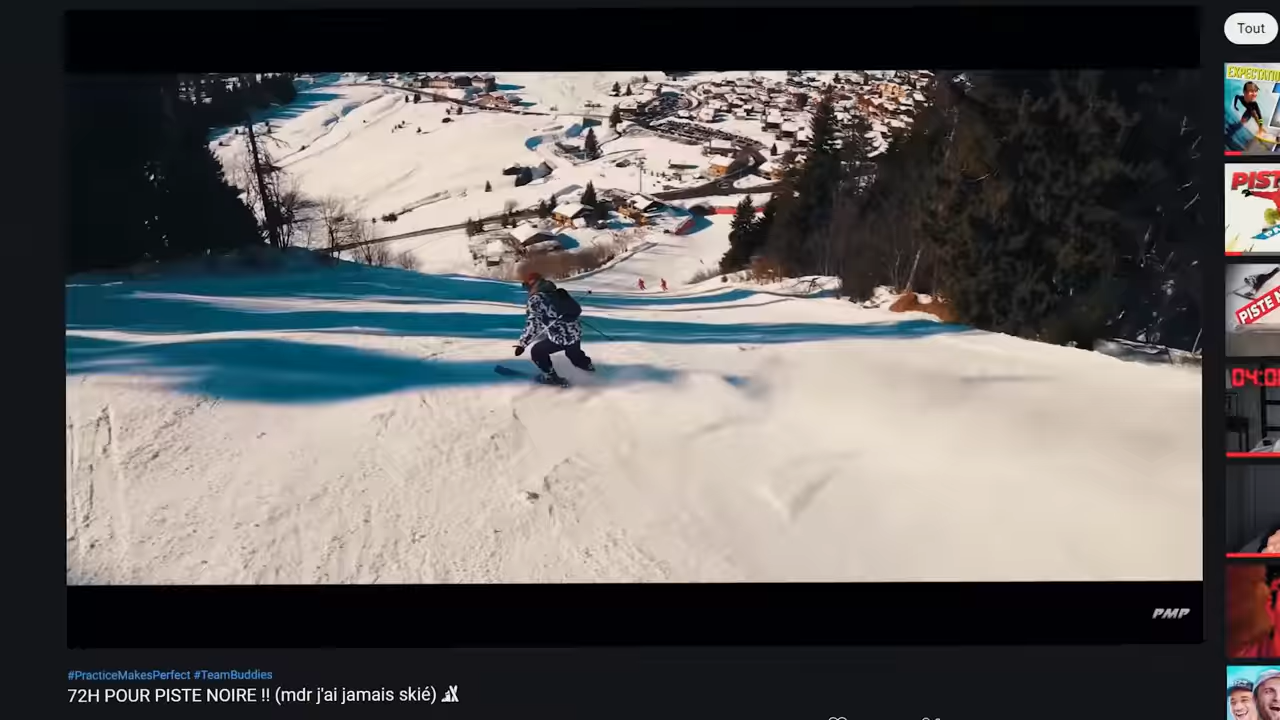 Tout
PMP
#PracticeMakesPerfect #TeamBuddies
72H POUR PISTE NOIRE !! (mdr j'ai jamais skié)